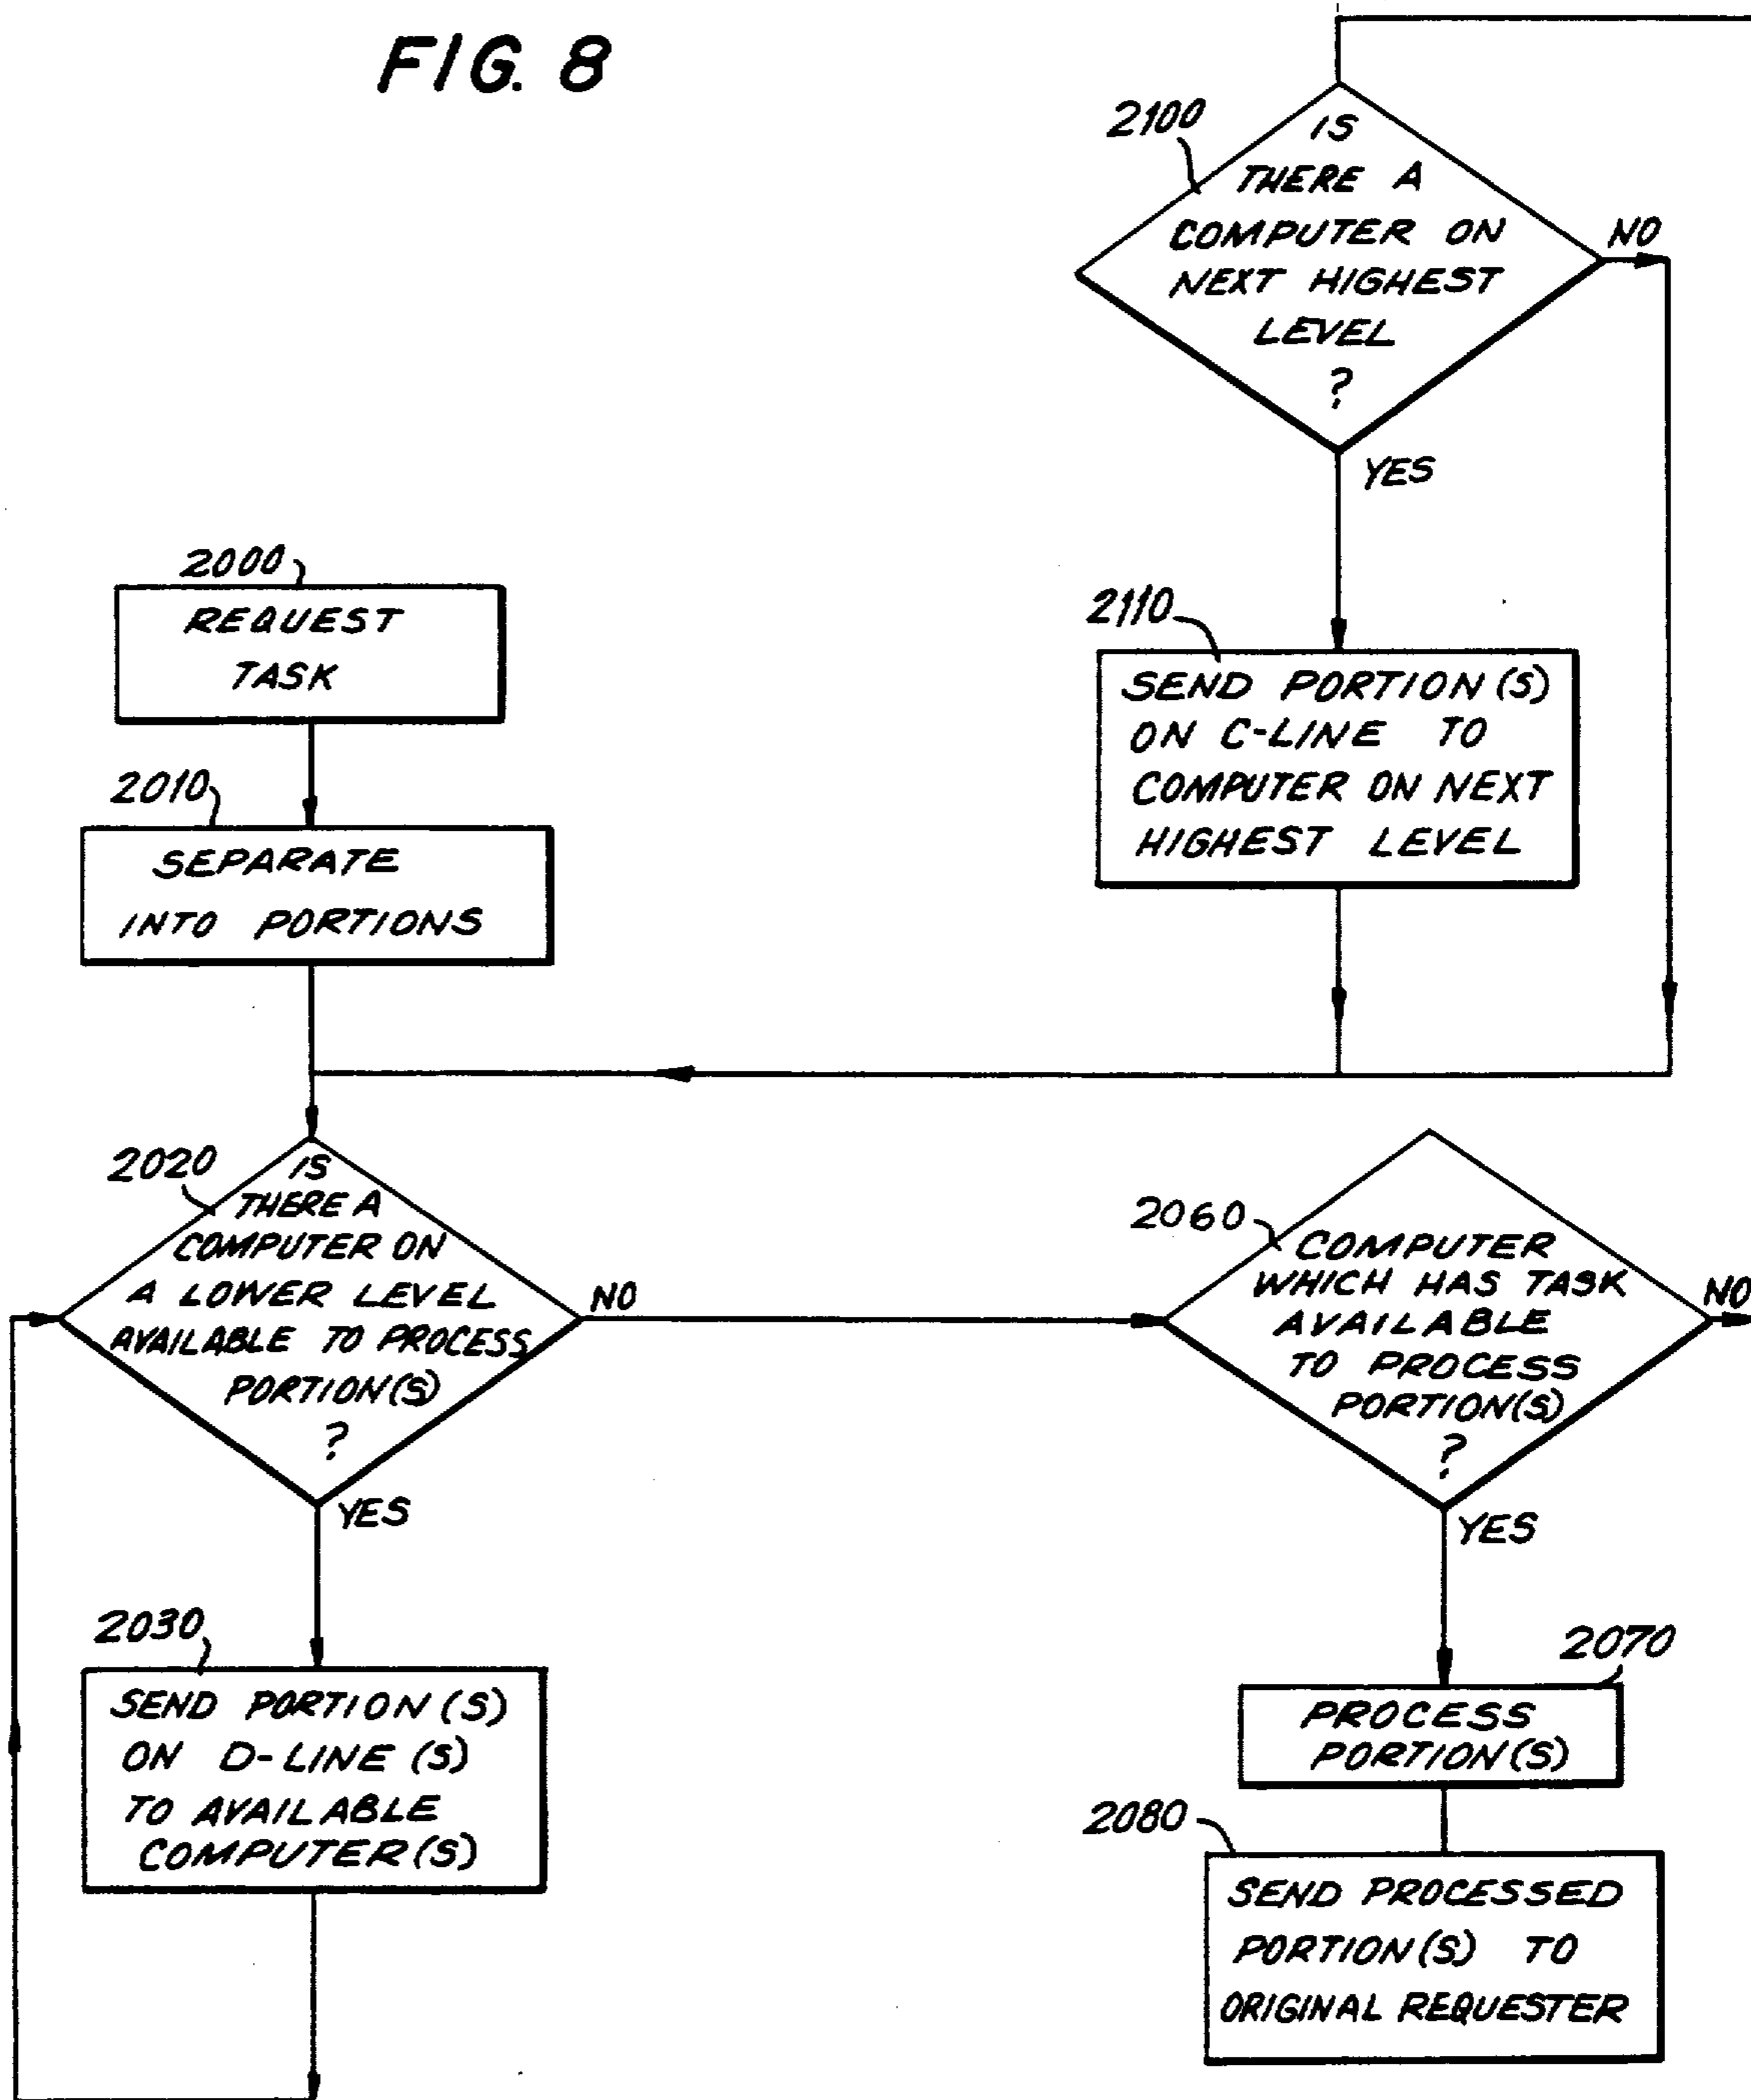 FIG. 8
2100
IS
THERE A
COMPUTER ON
NEXT HIGHEST
LEVEL
?
NO
YES
2110
SEND PORTION(S)
ON C-LINE TO
COMPUTER ON NEXT
HIGHEST LEVEL
2000
REQUEST
TASK
2010
SEPARATE
INTO PORTIONS
2020
IS
THERE A
COMPUTER ON
A LOWER LEVEL
AVAILABLE TO PROCESS
PORTION(S)
?
NO
YES
2030
SEND PORTION(S)
ON D-LINE(S)
TO AVAILABLE
COMPUTER(S)
2060
COMPUTER
WHICH HAS TASK
AVAILABLE
TO PROCESS
PORTION(S)
?
NO
YES
2070
PROCESS
PORTION(S)
2080
SEND PROCESSED
PORTION(S) TO
ORIGINAL REQUESTER